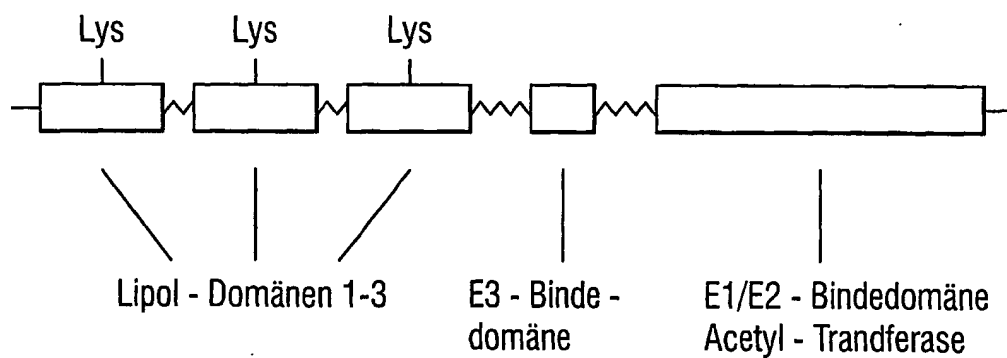 Lys Lys Lys
Lipol - Domänen 1-3
E3 - Binde -
domäne
E1/E2 - Bindedomäne
Acetyl - Trandferase